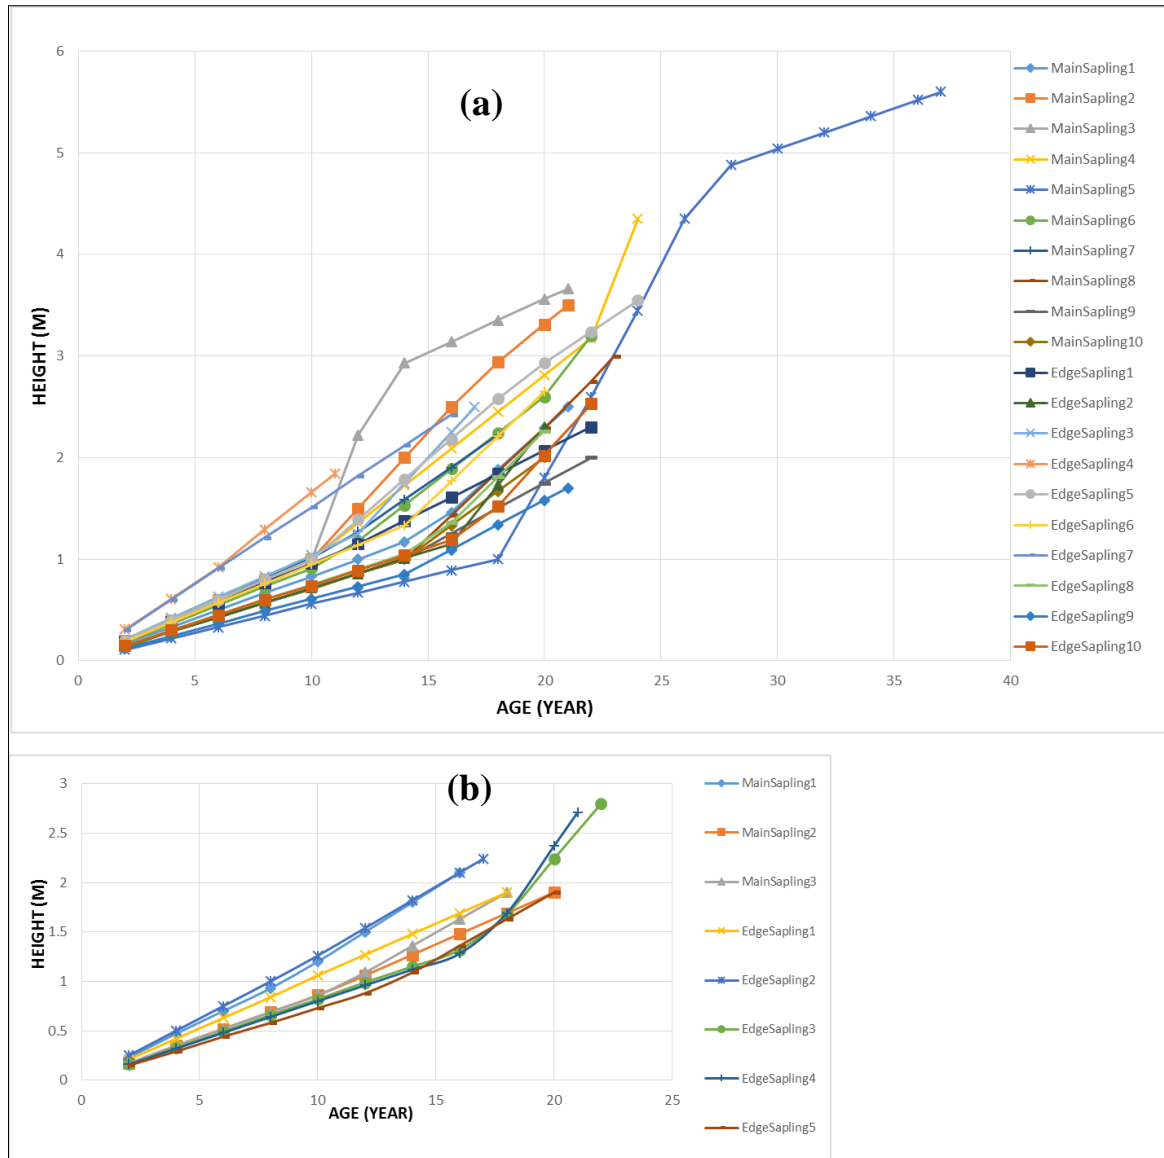 (a)
HEIGHT (M)
6
5
4
3
2
1
0
0 5 10 15 20 25 30 35 40
AGE (YEAR)
MainSapling1
MainSapling2
MainSapling3
MainSapling4
MainSapling5
MainSapling6
MainSapling7
MainSapling8
MainSapling9
MainSapling10
EdgeSapling1
EdgeSapling2
EdgeSapling3
EdgeSapling4
EdgeSapling5
EdgeSapling6
EdgeSapling7
EdgeSapling8
EdgeSapling9
EdgeSapling10
(b)
HEIGHT (M)
3
2.5
2
1.5
1
0.5
0
0 5 10 15 20 25
AGE (YEAR)
MainSapling1
MainSapling2
MainSapling3
EdgeSapling1
EdgeSapling2
EdgeSapling3
EdgeSapling4
EdgeSapling5